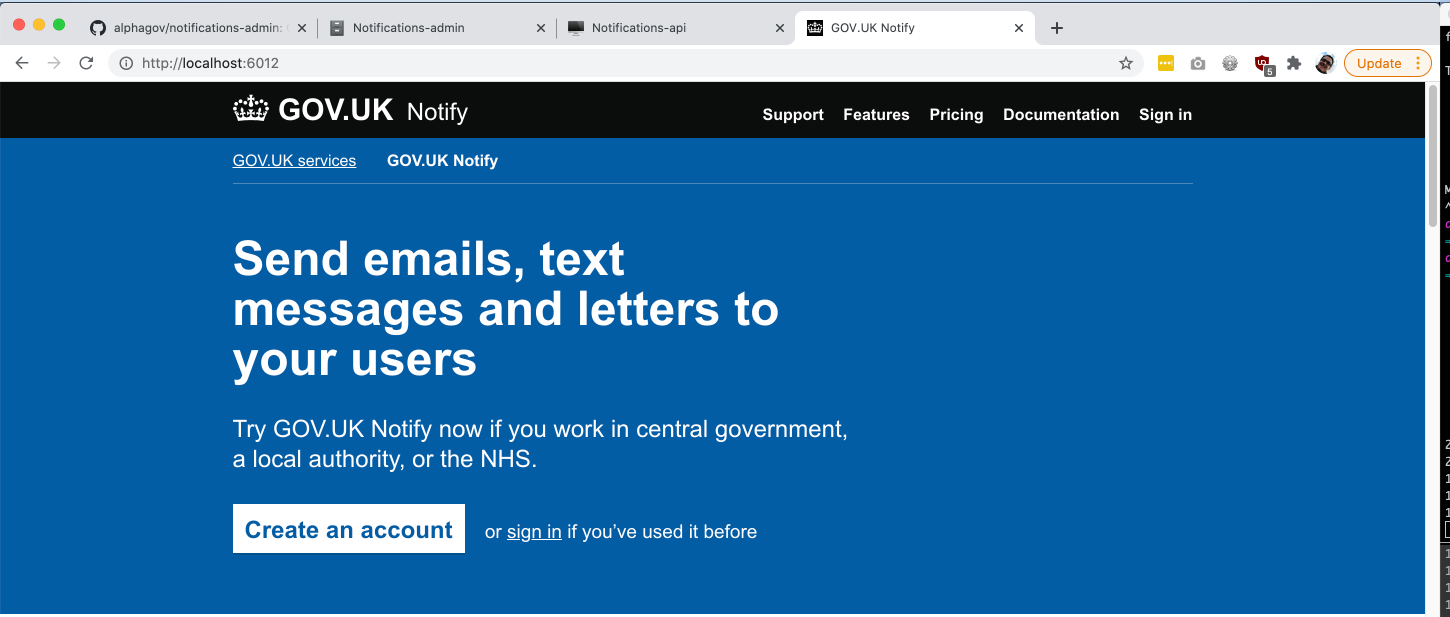 alphagov/notifications-admin:
Notifications-admin
Notifications-api
GOV.UK Notify
http://localhost:6012
5
Update
GOV.UK Notify
Support Features Pricing Documentation Sign in
GOV.UK services GOV.UK Notify
Send emails, text
messages and letters to
your users
Try GOV.UK Notify now if you work in central government,
a local authority, or the NHS.
Create an account or sign in if you’ve used it before